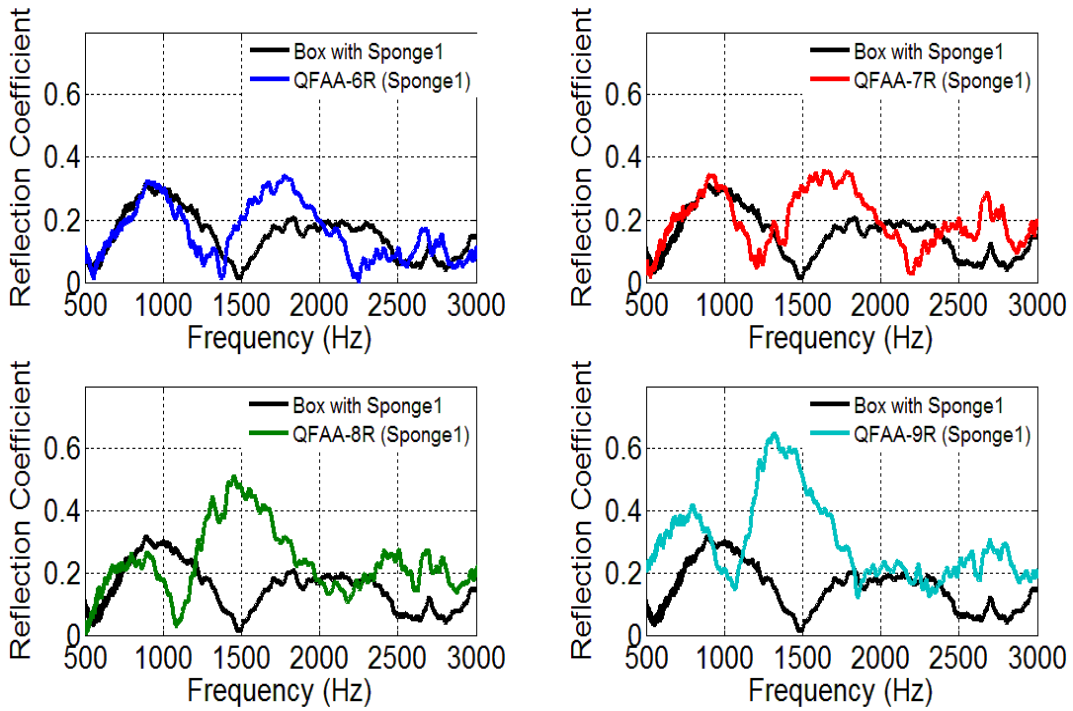 Reflection Coefficient
0.6
0.4
0.2
0
Box with Sponge1
QFAA-6R (Sponge1)
500 1000 1500 2000 2500 3000
Frequency (Hz)
Reflection Coefficient
0.6
0.4
0.2
0
Box with Sponge1
QFAA-7R (Sponge1)
500 1000 1500 2000 2500 3000
Frequency (Hz)
Reflection Coefficient
0.6
0.4
0.2
0
Box with Sponge1
QFAA-8R (Sponge1)
500 1000 1500 2000 2500 3000
Frequency (Hz)
Reflection Coefficient
0.6
0.4
0.2
0
Box with Sponge1
QFAA-9R (Sponge1)
500 1000 1500 2000 2500 3000
Frequency (Hz)